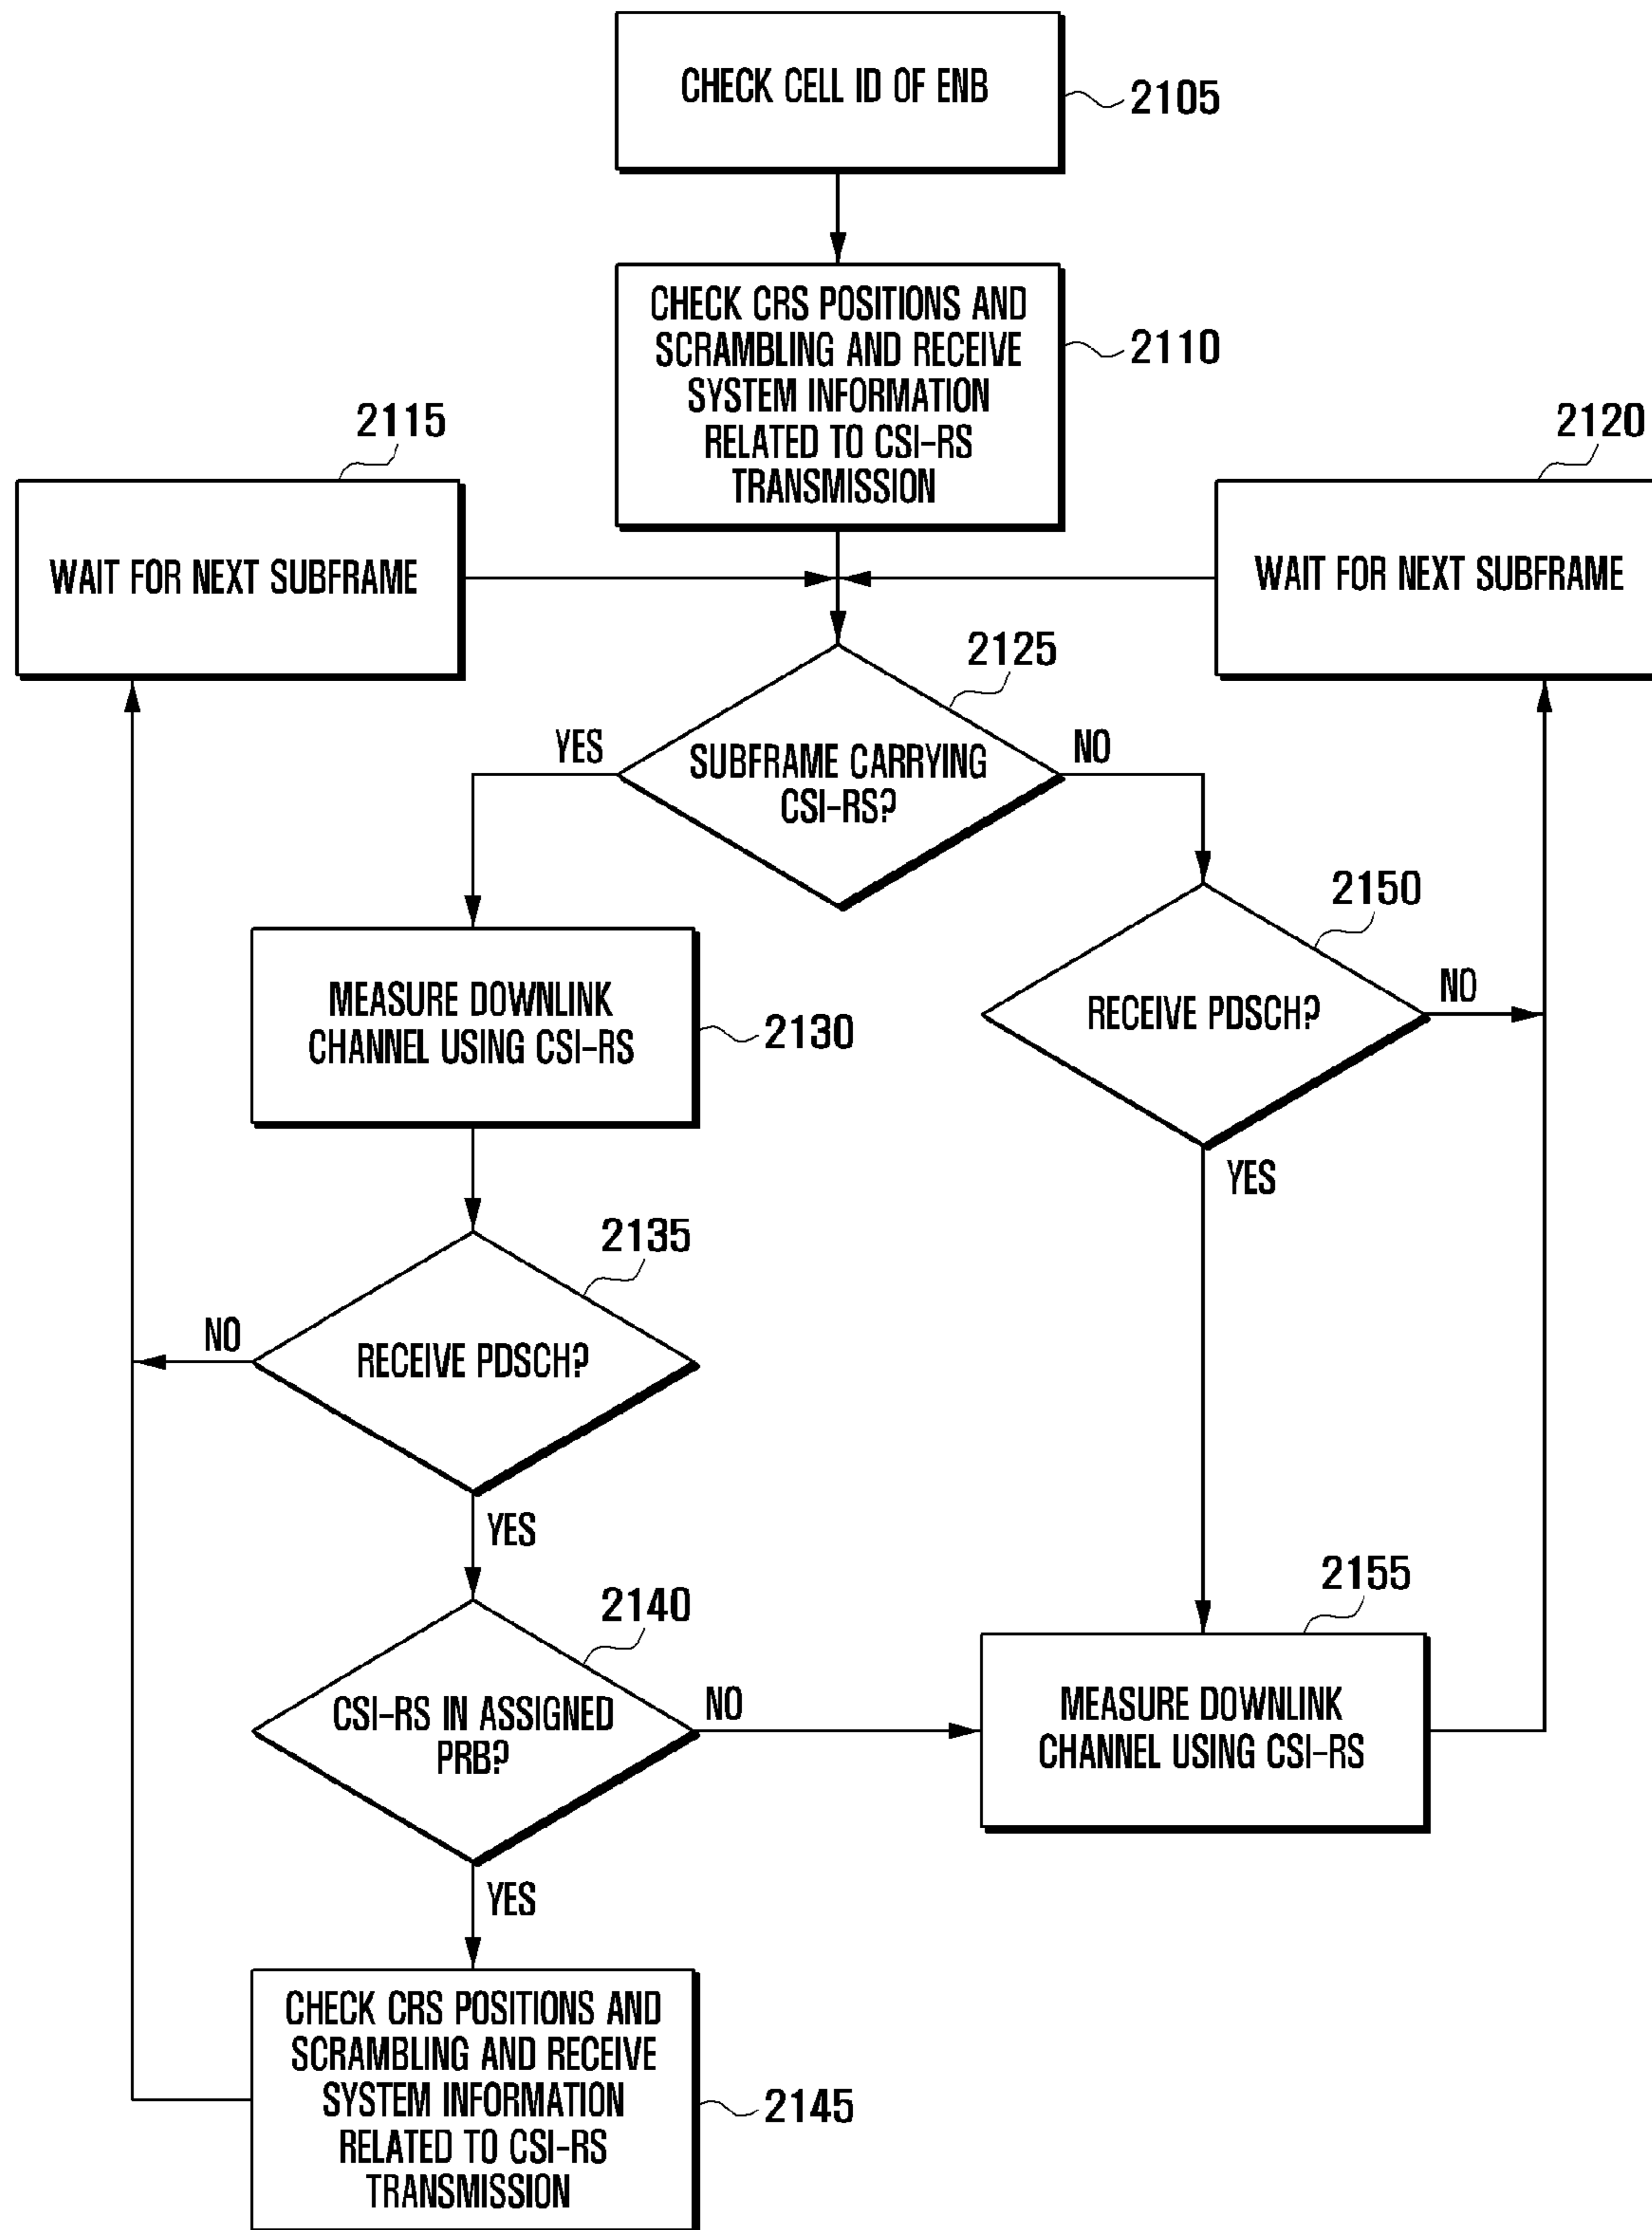 CHECK CELL ID OF ENB
2105
CHECK CRS POSITIONS AND
SCRAMBLING AND RECEIVE
SYSTEM INFORMATION
RELATED TO CSI-RS
TRANSMISSION
2110
2115
WAIT FOR NEXT SUBFRAME
2120
WAIT FOR NEXT SUBFRAME
2125
SUBFRAME CARRYING
CSI-RS?
YES
NO
2130
MEASURE DOWNLINK
CHANNEL USING CSI-RS
2150
RECEIVE PDSCH?
NO
YES
2135
RECEIVE PDSCH?
NO
YES
2140
CSI-RS IN ASSIGNED
PRB?
NO
YES
2155
MEASURE DOWNLINK
CHANNEL USING CSI-RS
CHECK CRS POSITIONS AND
SCRAMBLING AND RECEIVE
SYSTEM INFORMATION
RELATED TO CSI-RS
TRANSMISSION
2145